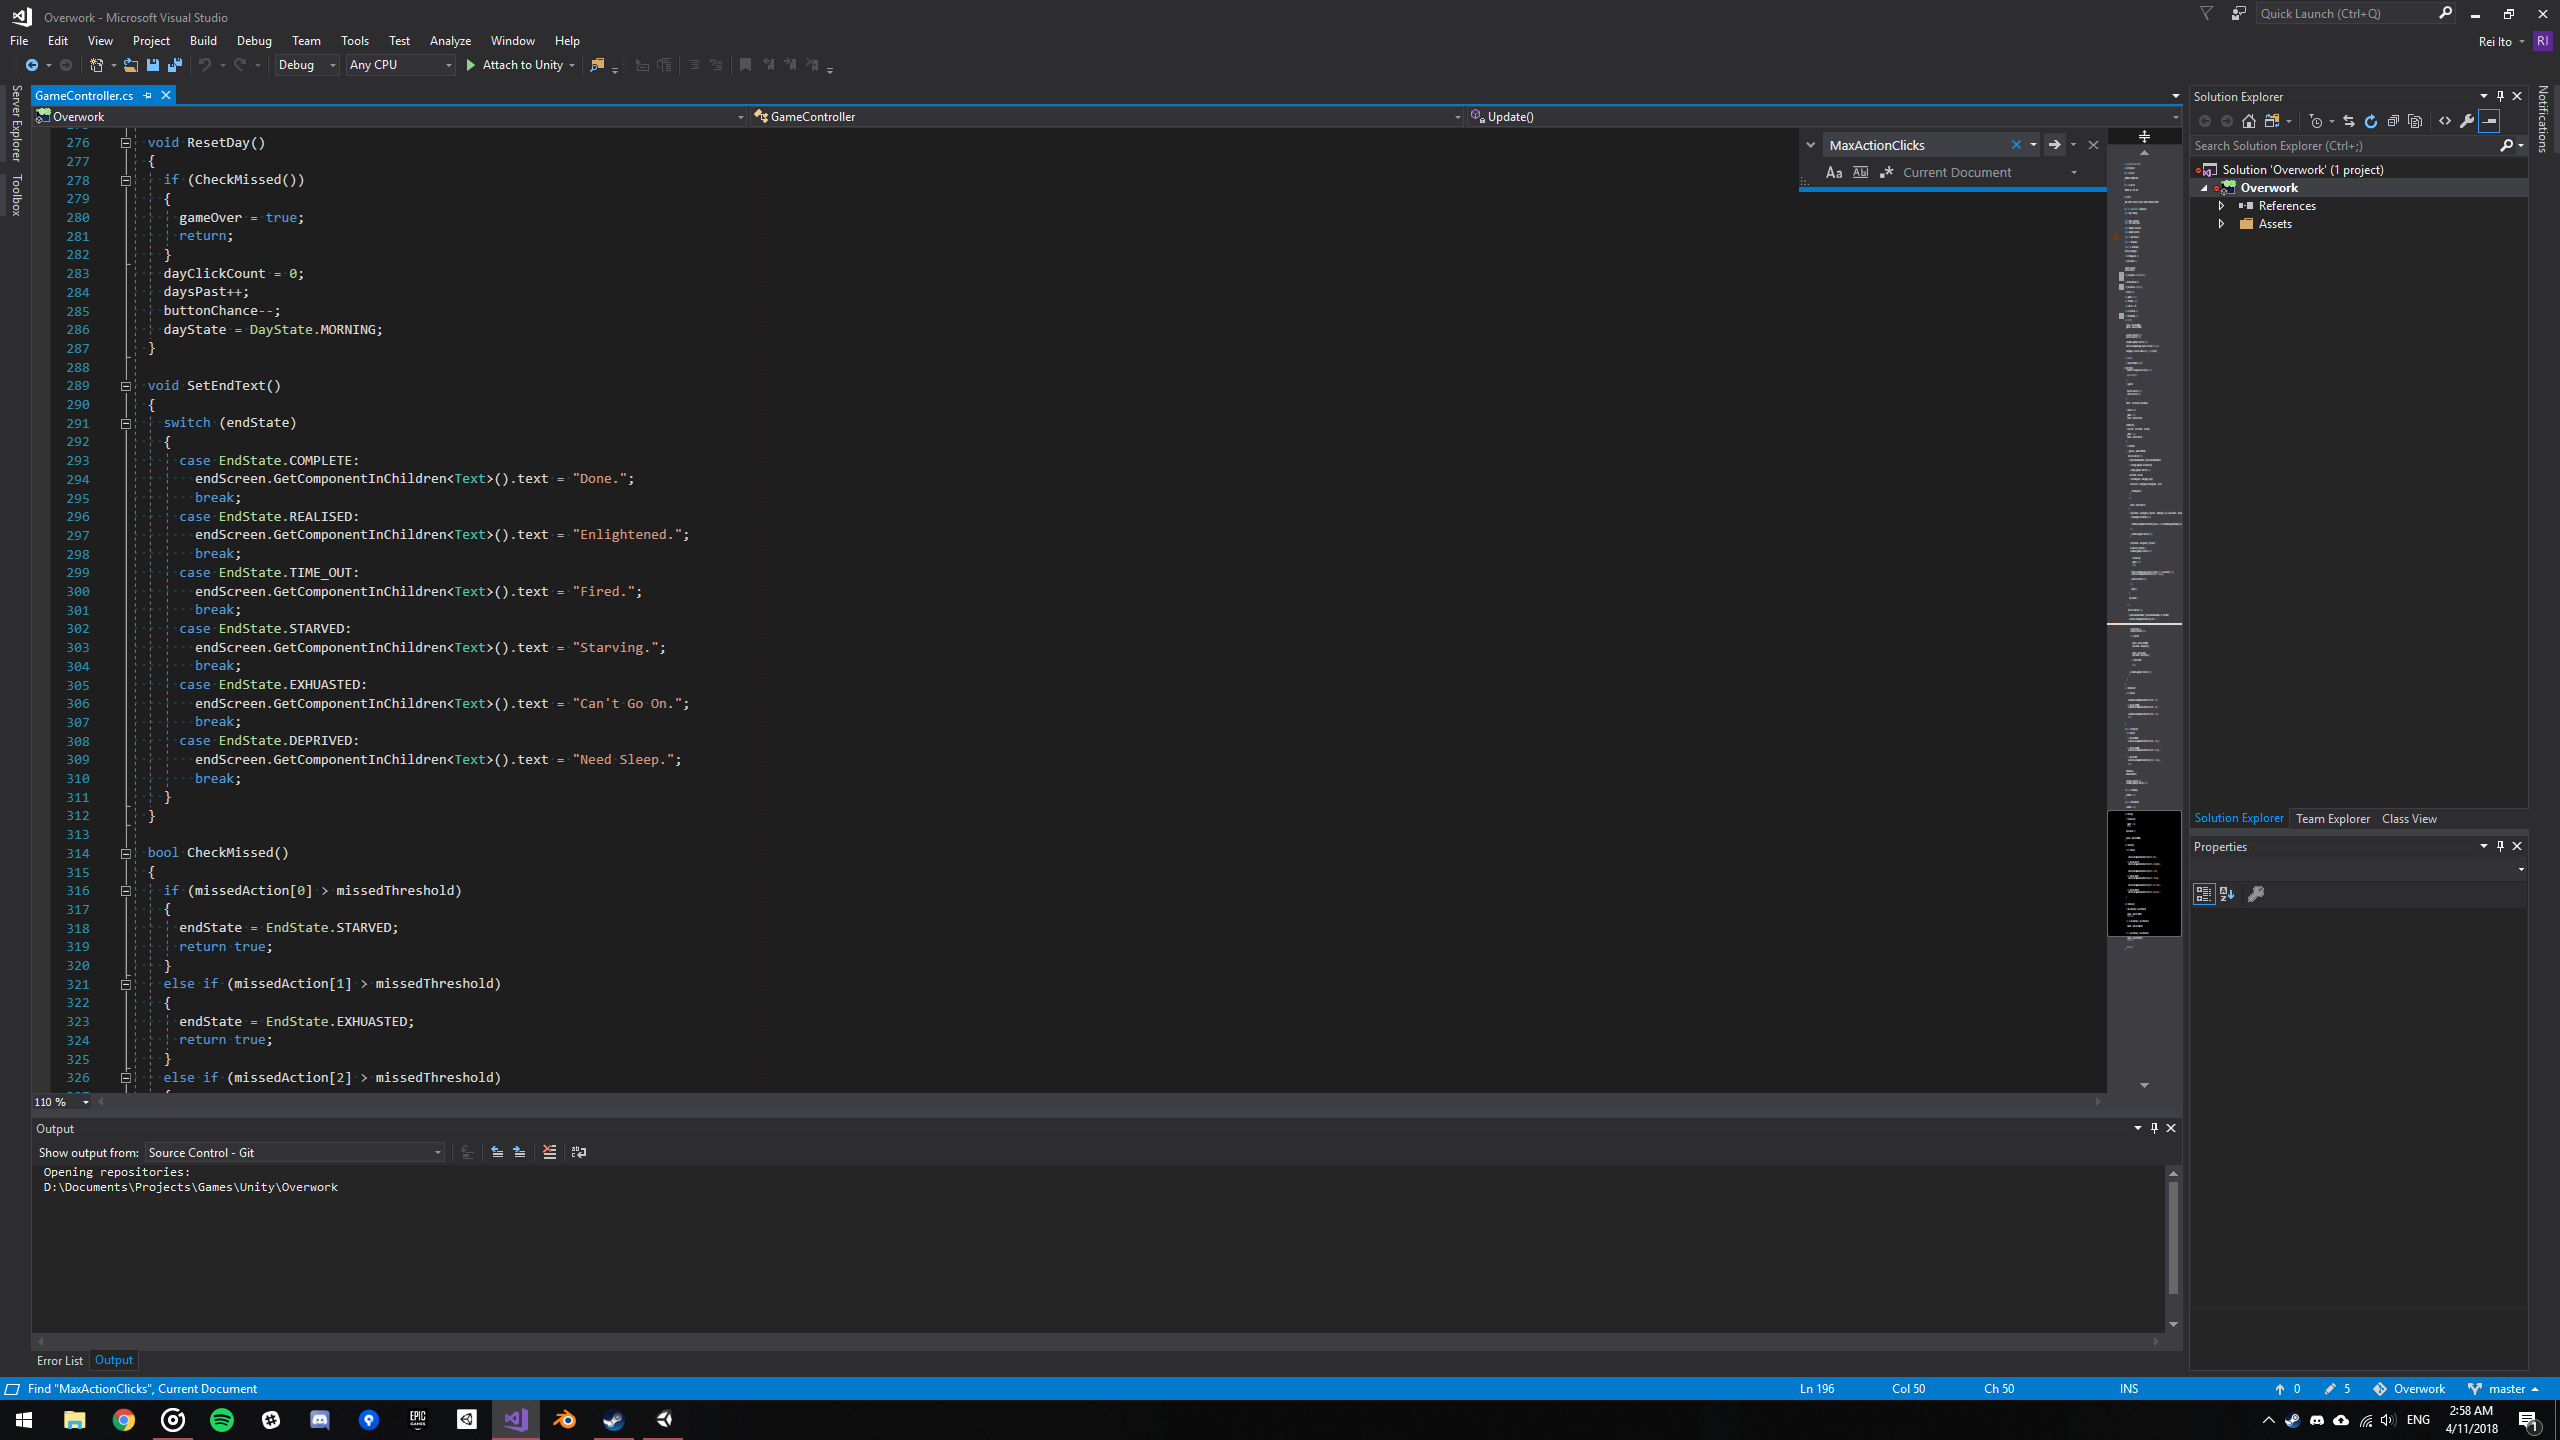 Overwork - Microsoft Visual Studio
Quick Launch (Ctrl+Q)
File Edit View Project Build Debug Team Tools Test Analyze Window Help
Rei Ito RI
Debug Any CPU Attach to Unity
Server Explorer
Toolbox
GameController.cs
Overwork GameController Update()
276 void ResetDay()
277 {
278 if (CheckMissed())
279 {
280 gameOver = true;
281 return;
282 }
283 dayClickCount = 0;
284 daysPast++;
285 buttonChance--;
286 dayState = DayState.MORNING;
287 }
288
289 void SetEndText()
290 {
291 switch (endState)
292 {
293 case EndState.COMPLETE:
294 endScreen.GetComponentInChildren<Text>().text = "Done.";
295 break;
296 case EndState.REALISED:
297 endScreen.GetComponentInChildren<Text>().text = "Enlightened.";
298 break;
299 case EndState.TIME_OUT:
300 endScreen.GetComponentInChildren<Text>().text = "Fired.";
301 break;
302 case EndState.STARVED:
303 endScreen.GetComponentInChildren<Text>().text = "Starving.";
304 break;
305 case EndState.EXHUASTED:
306 endScreen.GetComponentInChildren<Text>().text = "Can't Go On.";
307 break;
308 case EndState.DEPRIVED:
309 endScreen.GetComponentInChildren<Text>().text = "Need Sleep.";
310 break;
311 }
312 }
313
314 bool CheckMissed()
315 {
316 if (missedAction[0] > missedThreshold)
317 {
318 endState = EndState.STARVED;
319 return true;
320 }
321 else if (missedAction[1] > missedThreshold)
322 {
323 endState = EndState.EXHUASTED;
324 return true;
325 }
326 else if (missedAction[2] > missedThreshold)
MaxActionClicks
Aa Ab .* Current Document
110 %
Solution Explorer
Search Solution Explorer (Ctrl+;)
Solution 'Overwork' (1 project)
Overwork
References
Assets
Solution Explorer Team Explorer Class View
Properties
Notifications
Output
Show output from: Source Control - Git
Opening repositories:
D:\Documents\Projects\Games\Unity\Overwork
Error List Output
Find "MaxActionClicks", Current Document
Ln 196 Col 50 Ch 50 INS 0 5 Overwork master
EPIC GAMES
ENG
2:58 AM
4/11/2018
1